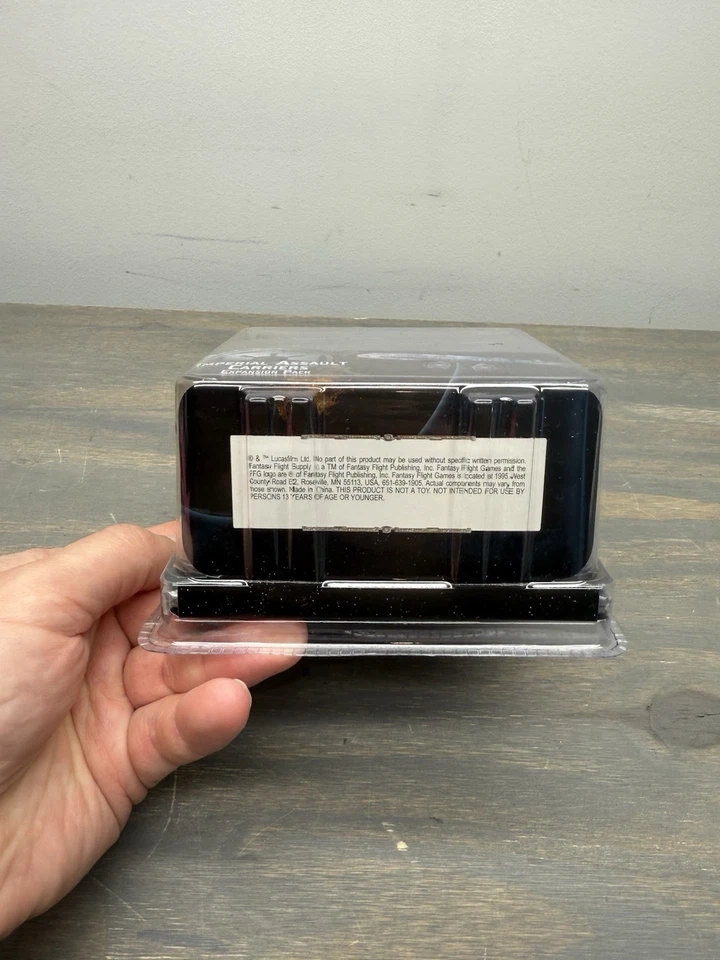 IMPERIAL ASSAULT
CARRIERS
EXPANSION PACK
© & ™ Lucasfilm Ltd. No part of this product may be used without specific written permission.
Fantasy Flight Supply is a TM of Fantasy Flight Publishing, Inc. Fantasy Flight Games and the
FFG logo are ® of Fantasy Flight Publishing, Inc. Fantasy Flight Games is located at 1995 West
County Road B2, Roseville, MN 55113, USA, 651-639-1905. Actual components may vary from
those shown. Made in China. THIS PRODUCT IS NOT A TOY. NOT INTENDED FOR USE BY
PERSONS 13 YEARS OF AGE OR YOUNGER.